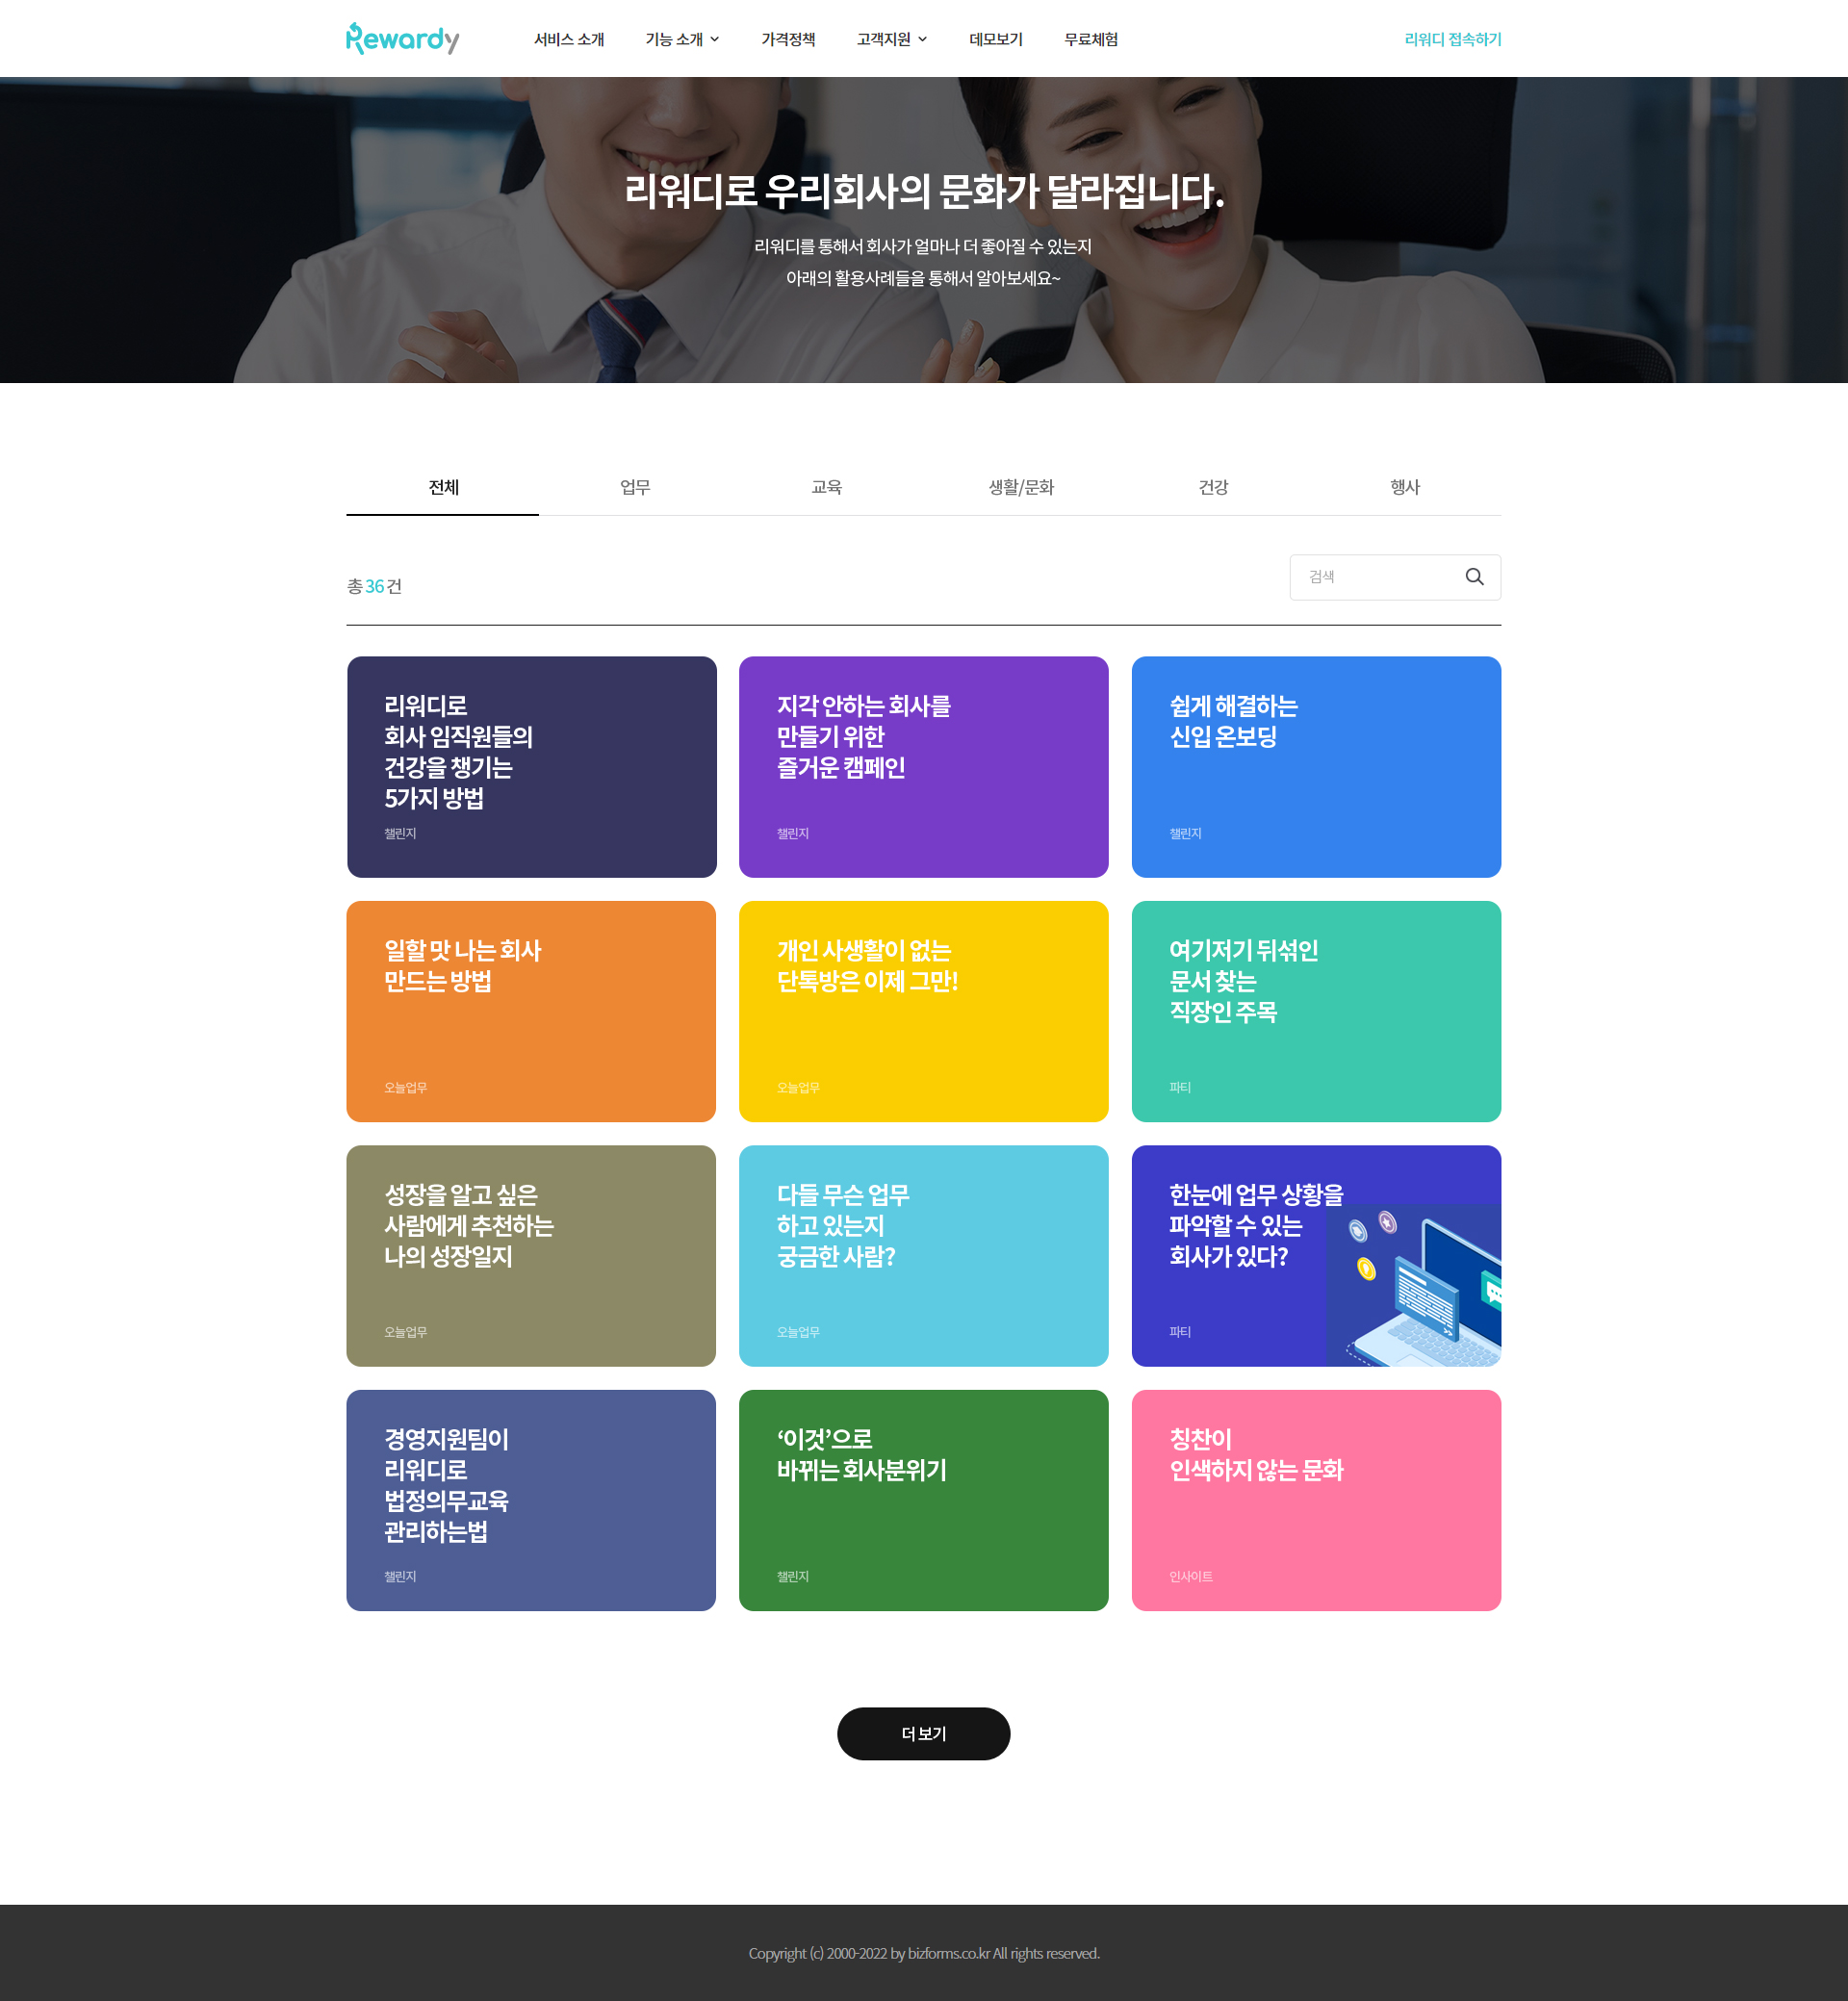 Rewardy
서비스 소개
기능 소개
가격정책
고객지원
데모보기
무료체험
리워디 접속하기
리워디로 우리회사의 문화가 달라집니다.
리워디를 통해서 회사가 얼마나 더 좋아질 수 있는지
아래의 활용사례들을 통해서 알아보세요~
전체
업무
교육
생활/문화
건강
행사
총 36 건
검색
리워디로
회사 임직원들의
건강을 챙기는
5가지 방법
챌린지
지각 안하는 회사를
만들기 위한
즐거운 캠페인
챌린지
쉽게 해결하는
신입 온보딩
챌린지
일할 맛 나는 회사
만드는 방법
오늘업무
개인 사생활이 없는
단톡방은 이제 그만!
오늘업무
여기저기 뒤섞인
문서 찾는
직장인 주목
파티
성장을 알고 싶은
사람에게 추천하는
나의 성장일지
오늘업무
다들 무슨 업무
하고 있는지
궁금한 사람?
오늘업무
한눈에 업무 상황을
파악할 수 있는
회사가 있다?
파티
경영지원팀이
리워디로
법정의무교육
관리하는법
챌린지
‘이것’으로
바뀌는 회사분위기
챌린지
칭찬이
인색하지 않는 문화
인사이트
더 보기
Copyright (c) 2000-2022 by bizforms.co.kr All rights reserved.